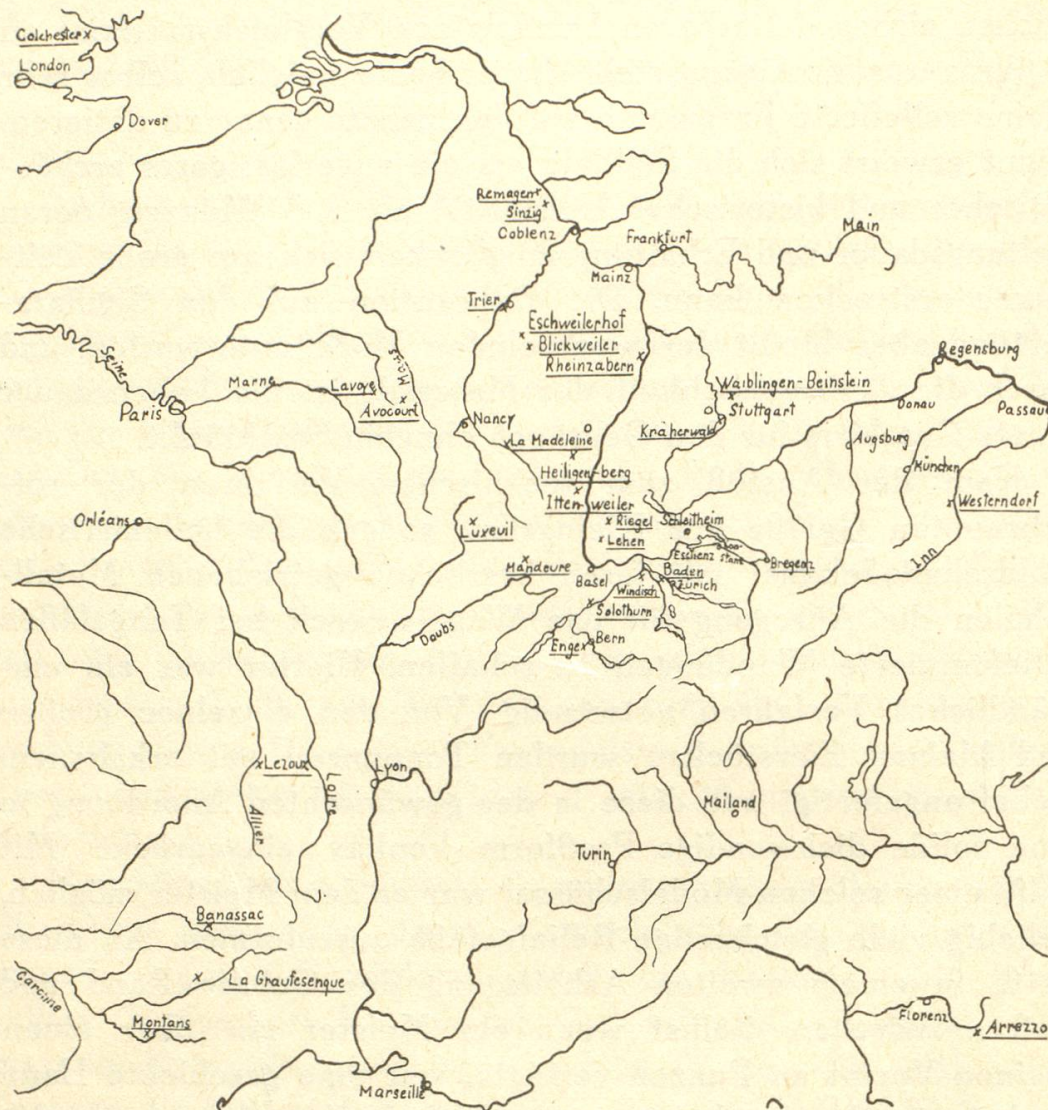 Colchester
London
Dover
Remagen
Sinzig
Coblenz
Frankfurt
Main
Mainz
Trier
Eschweilerhof
Blickweiler
Rheinzabern
Regensburg
Seine
Marne
Lavoye
Maas
Avocourt
Paris
Waiblingen-Beinstein
Stuttgart
Donau
Passau
Nancy
Kräherwald
Augsburg
La Madeleine
München
Heiligenberg
Ittenweiler
Westerndorf
Orléans
Luxeuil
Riegel
Schleitheim
Lehen
Eschenz
Mandeure
Basel
Baden
Bregenz
Inn
Windisch
Zürich
Solothurn
Doubs
Enge
Bern
Lezoux
Loire
Lyon
Allier
Mailand
Turin
Banassac
La Graufesenque
Garonne
Montans
Florenz
Arrezzo
Marseille